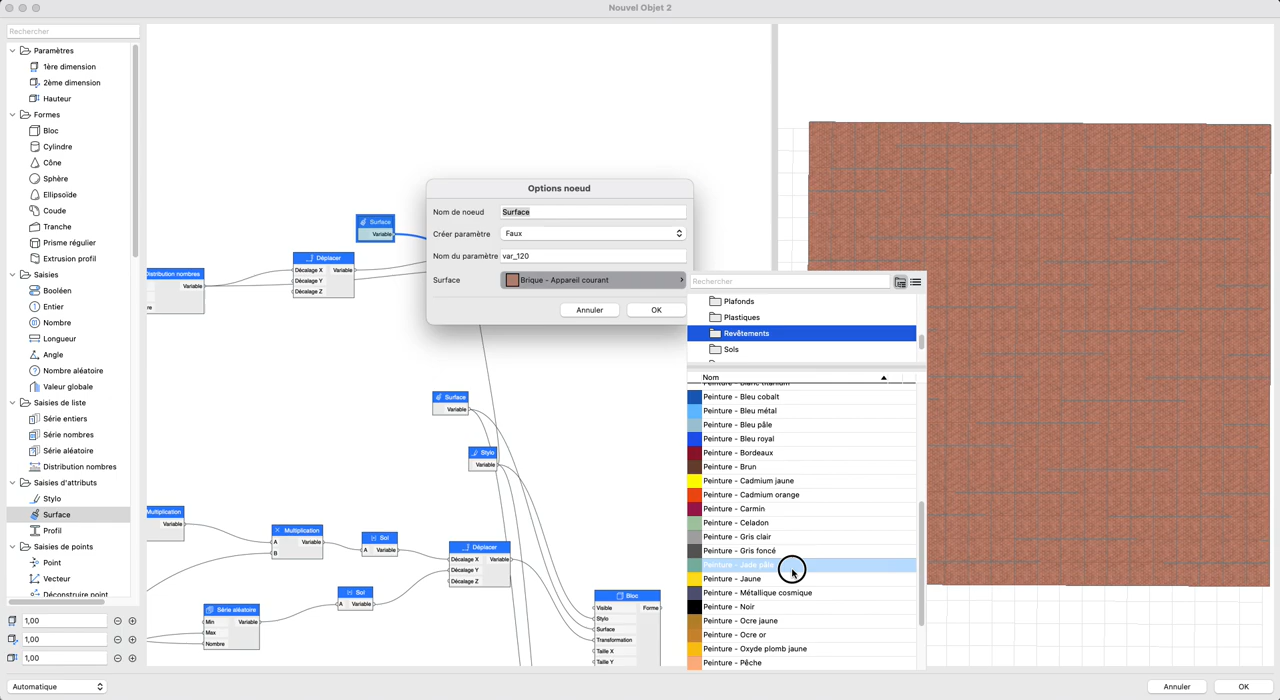 Nouvel Objet 2
Rechercher
Paramètres
1ère dimension
2ème dimension
Hauteur
Formes
Bloc
Cylindre
Cône
Sphère
Ellipsoïde
Coude
Tranche
Prisme régulier
Extrusion profil
Saisies
Booléen
Entier
Nombre
Longueur
Angle
Nombre aléatoire
Valeur globale
Saisies de liste
Série entiers
Série nombres
Série aléatoire
Distribution nombres
Saisies d'attributs
Stylo
Surface
Profil
Saisies de points
Point
Vecteur
Déconstruire point
1,00
1,00
1,00
Automatique
Surface
Variable
Distribution nombres
Variable
Déplacer
Décalage X Variable
Décalage Y
Décalage Z
Options noeud
Nom de noeud Surface
Créer paramètre Faux
Nom du paramètre var_120
Surface Brique - Appareil courant
Annuler OK
Surface
Variable
Stylo
Variable
Multiplication
Variable
Multiplication
A Variable
B
Sol
A Variable
Déplacer
Décalage X Variable
Décalage Y
Décalage Z
Sol
A Variable
Série aléatoire
Min Variable
Max
Nombre
Bloc
Visible Forme
Stylo
Surface
Transformation
Taille X
Taille Y
Rechercher
Plafonds
Plastiques
Revêtements
Sols
Nom
Peinture - Blanc titanium
Peinture - Bleu cobalt
Peinture - Bleu métal
Peinture - Bleu pâle
Peinture - Bleu royal
Peinture - Bordeaux
Peinture - Brun
Peinture - Cadmium jaune
Peinture - Cadmium orange
Peinture - Carmin
Peinture - Celadon
Peinture - Gris clair
Peinture - Gris foncé
Peinture - Jade pâle
Peinture - Jaune
Peinture - Métallique cosmique
Peinture - Noir
Peinture - Ocre jaune
Peinture - Ocre or
Peinture - Oxyde plomb jaune
Peinture - Pêche
Annuler OK